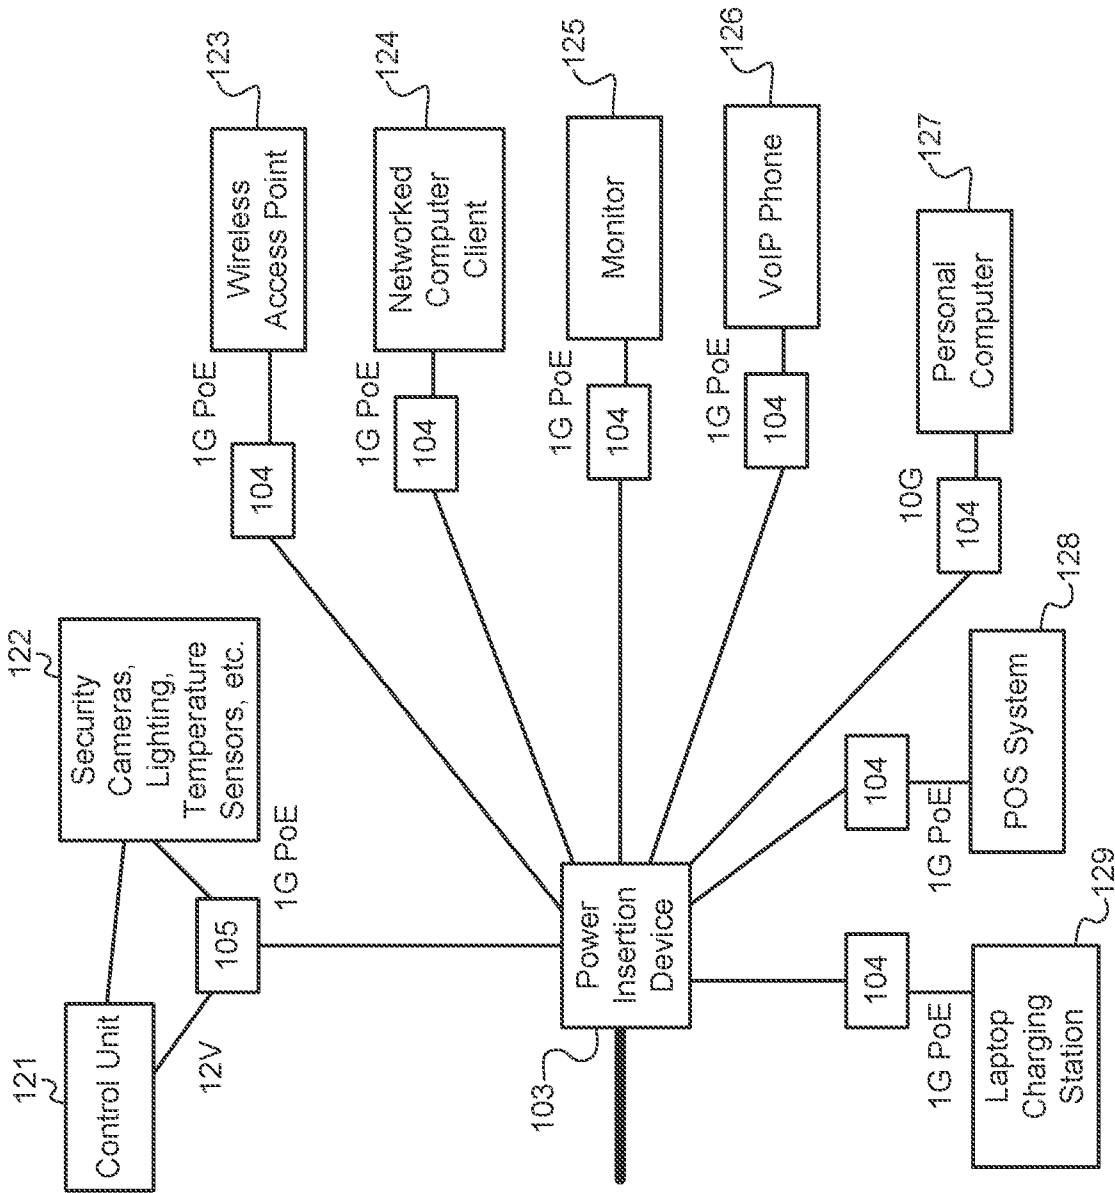 121
Control Unit
12V
105
1G PoE
122
Security
Cameras,
Lighting,
Temperature
Sensors, etc.
103
Power
Insertion
Device
104
1G PoE
Wireless
Access Point
123
104
1G PoE
Networked
Computer
Client
124
104
1G PoE
Monitor
125
104
1G PoE
VoIP Phone
126
104
10G
Personal
Computer
127
104
1G PoE
POS System
128
104
1G PoE
Laptop
Charging
Station
129